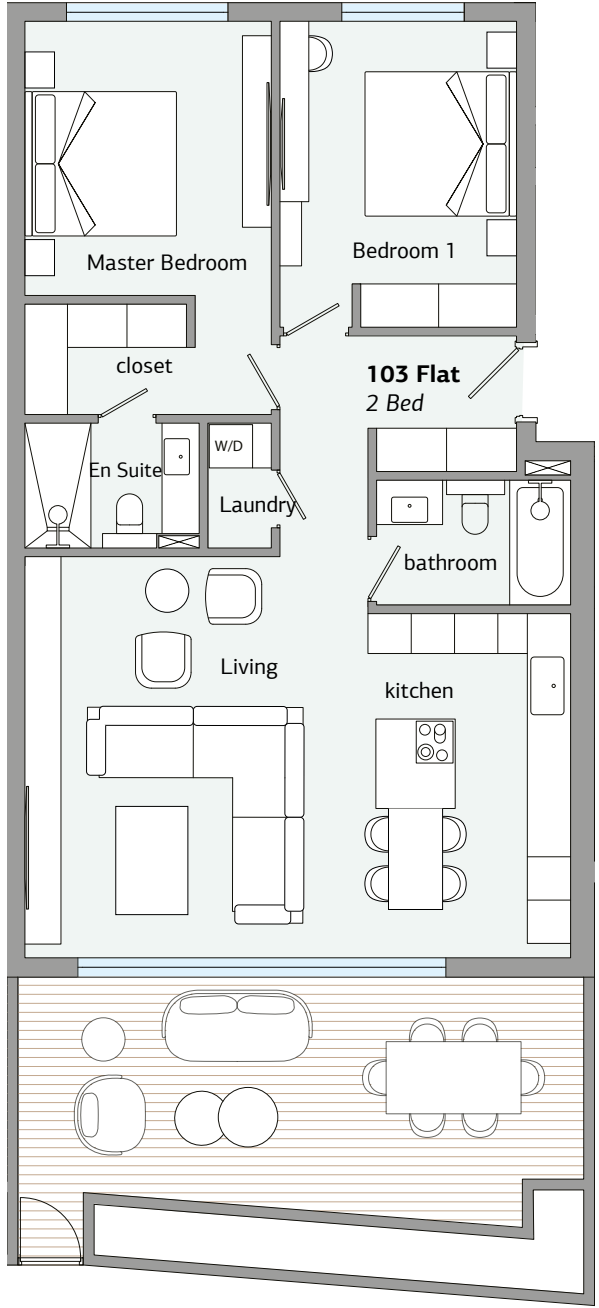 Master Bedroom
Bedroom 1
closet
103 Flat
2 Bed
En Suite
W/D
Laundry
bathroom
Living
kitchen